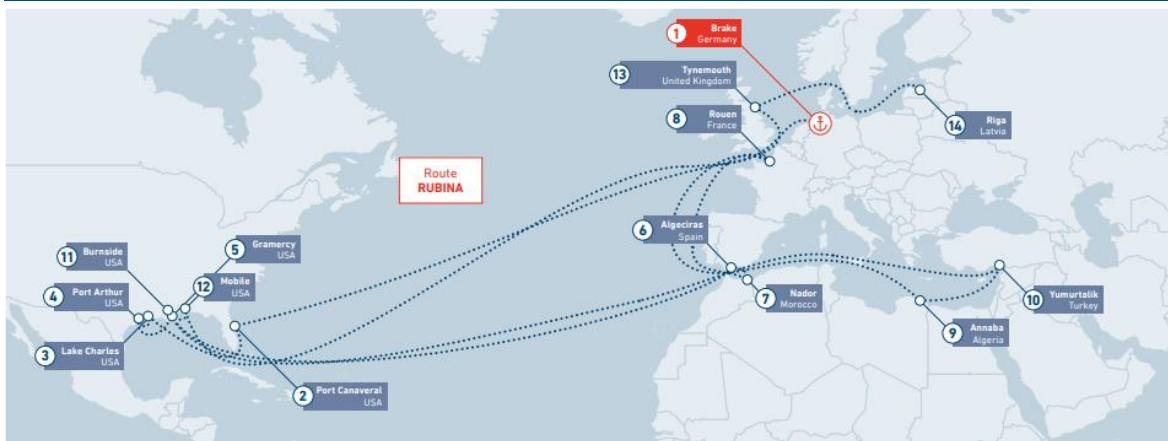 1
Brake
Germany
13
Tynemouth
United Kingdom
8
Rouen
France
14
Riga
Latvia
Route
RUBINA
6
Algeciras
Spain
5
Gramercy
USA
11
Burnside
USA
12
Mobile
USA
4
Port Arthur
USA
7
Nador
Morocco
10
Yumurtalik
Turkey
9
Annaba
Algeria
3
Lake Charles
USA
2
Port Canaveral
USA